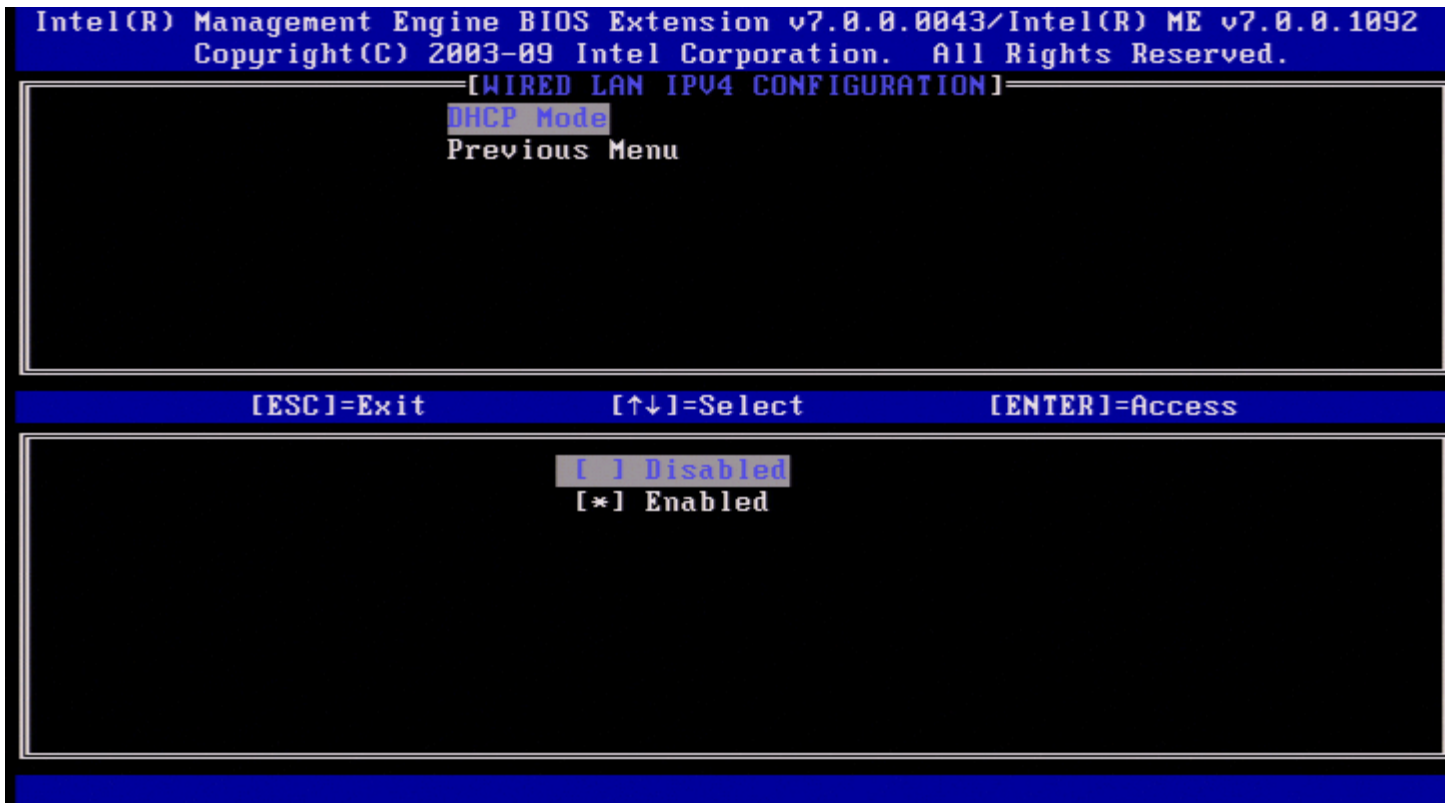 Intel(R) Management Engine BIOS Extension v7.0.0.0043/Intel(R) ME v7.0.0.1092
Copyright(C) 2003-09 Intel Corporation. All Rights Reserved.
[WIRED LAN IPV4 CONFIGURATION]
DHCP Mode
Previous Menu
[ESC]=Exit [↑↓]=Select [ENTER]=Access
[ ] Disabled
[*] Enabled